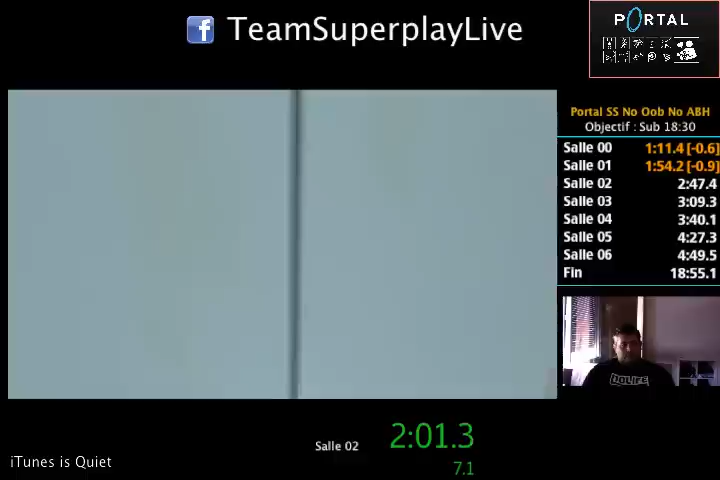 TeamSuperplayLive
PORTAL
Portal SS No Oob No ABH
Objectif : Sub 18:30
Salle 00 1:11.4 [-0.6]
Salle 01 1:54.2 [-0.9]
Salle 02 2:47.4
Salle 03 3:09.3
Salle 04 3:40.1
Salle 05 4:27.3
Salle 06 4:49.5
Fin 18:55.1
NOLIFE
Salle 02 2:01.3
7.1
iTunes is Quiet